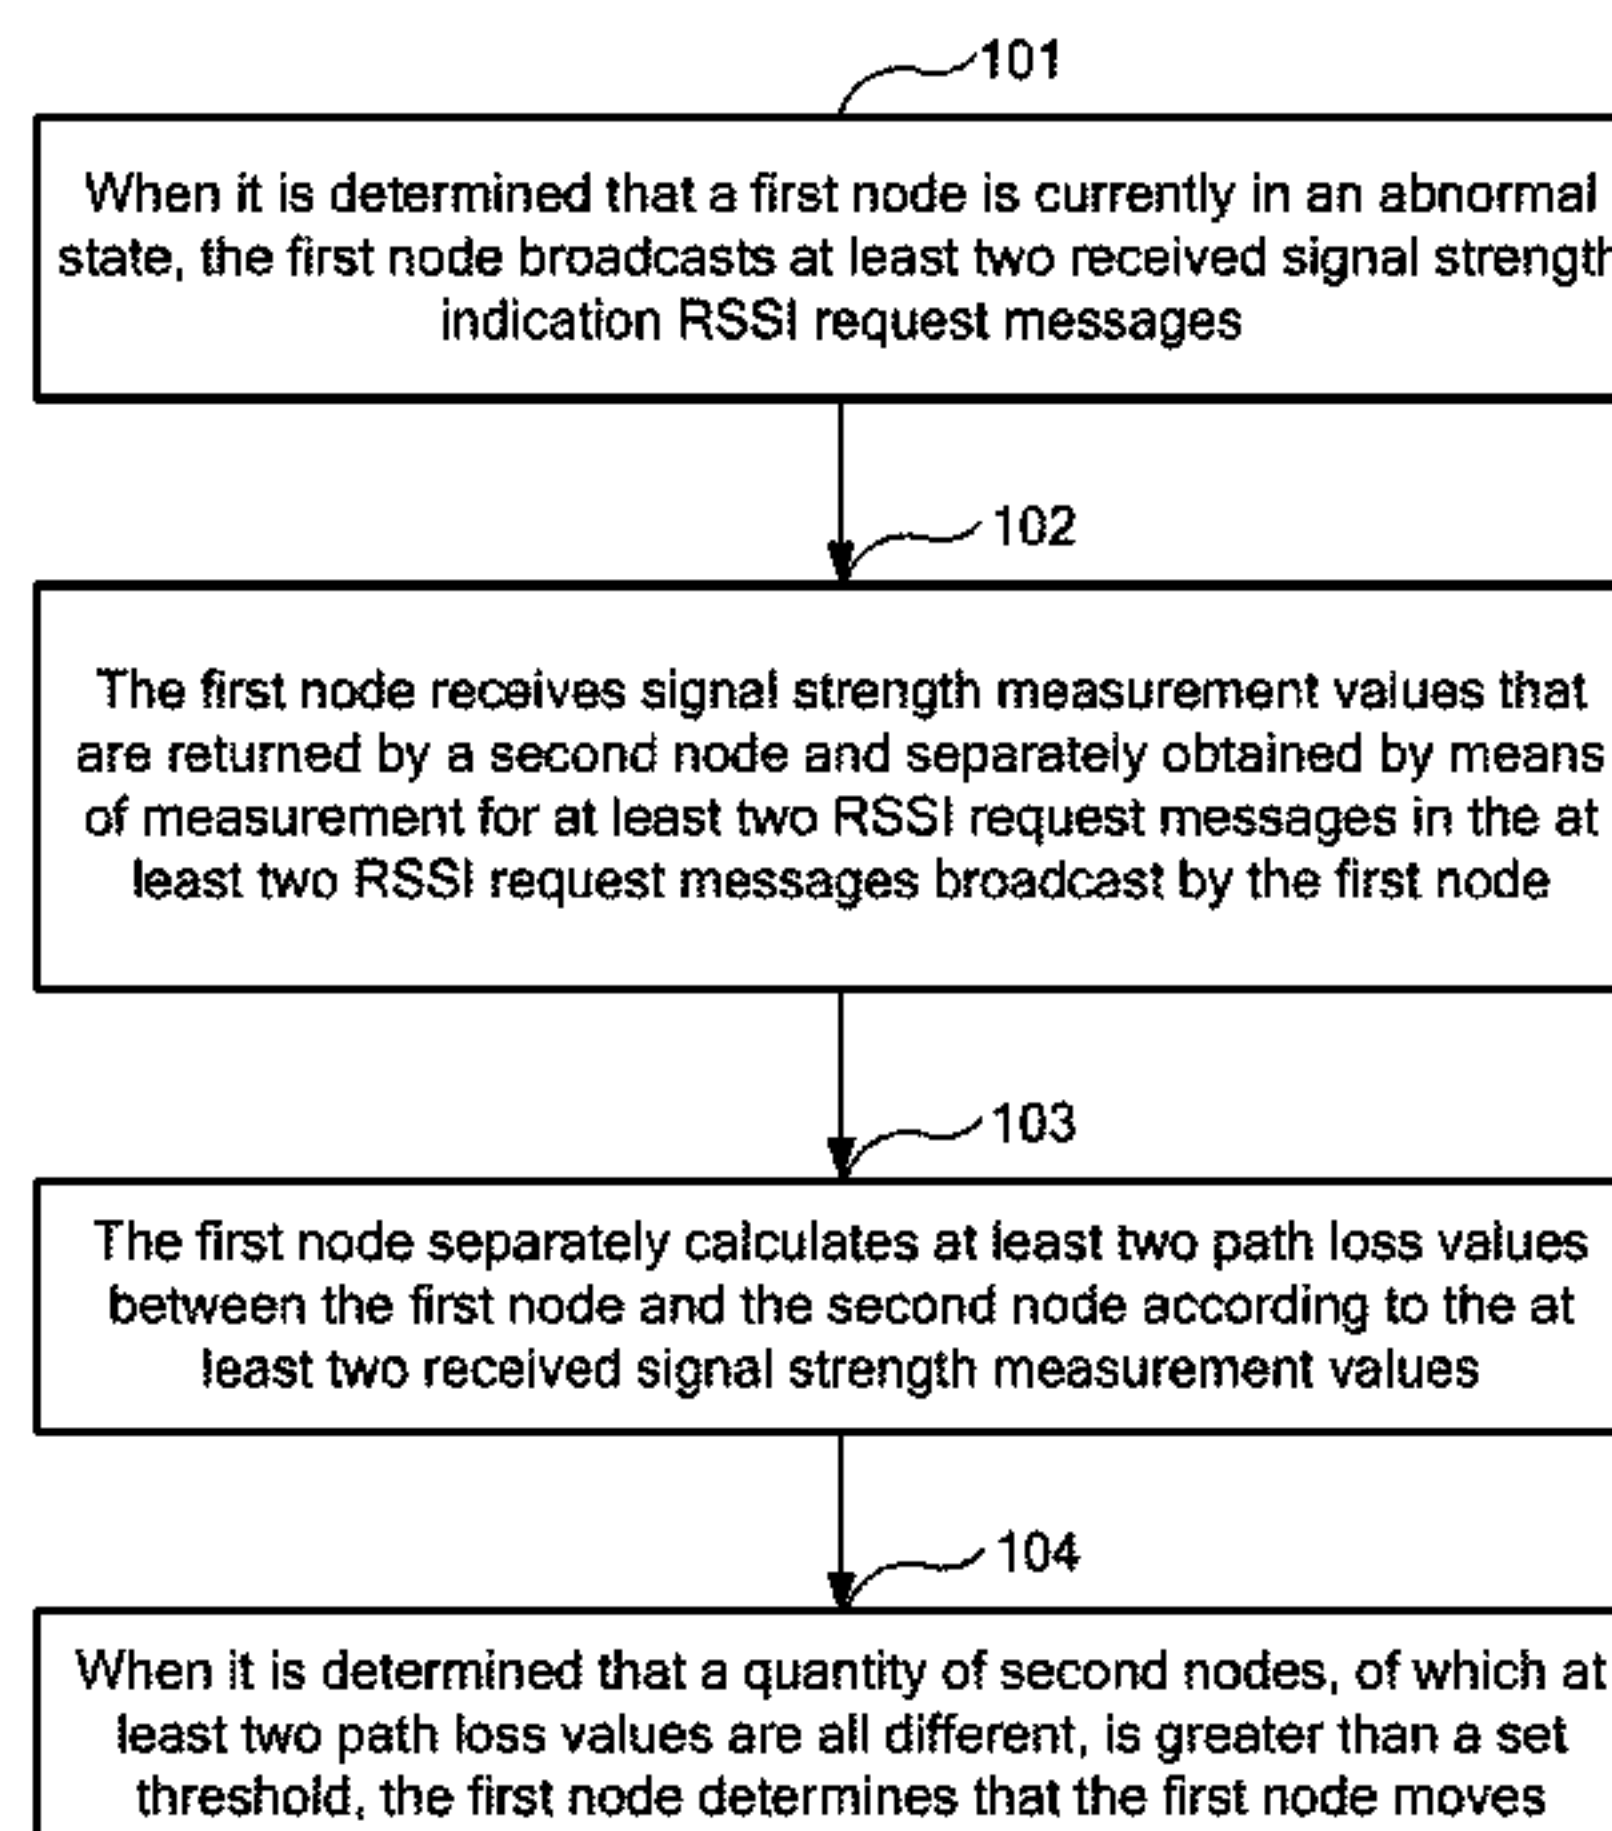 101
When it is determined that a first node is currently in an abnormal
state, the first node broadcasts at least two received signal strength
indication RSSI request messages
102
The first node receives signal strength measurement values that
are returned by a second node and separately obtained by means
of measurement for at least two RSSI request messages in the at
least two RSSI request messages broadcast by the first node
103
The first node separately calculates at least two path loss values
between the first node and the second node according to the at
least two received signal strength measurement values
104
When it is determined that a quantity of second nodes, of which at
least two path loss values are all different, is greater than a set
threshold, the first node determines that the first node moves